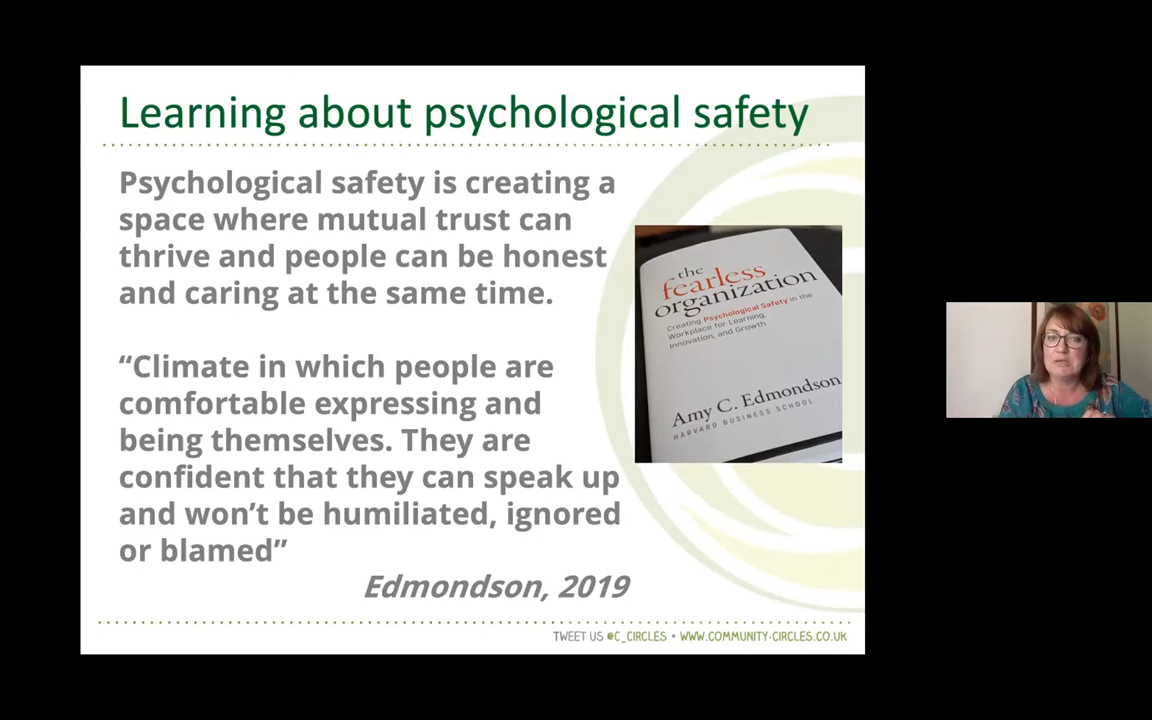 Learning about psychological safety
Psychological safety is creating a
space where mutual trust can
thrive and people can be honest
and caring at the same time.
“Climate in which people are
comfortable expressing and
being themselves. They are
confident that they can speak up
and won’t be humiliated, ignored
or blamed”
Edmondson, 2019
the
fearless
organization
Creating Psychological Safety in the
Workplace for Learning,
Innovation, and Growth
Amy C. Edmondson
HARVARD BUSINESS SCHOOL
TWEET US @C_CIRCLES • WWW.COMMUNITY-CIRCLES.CO.UK